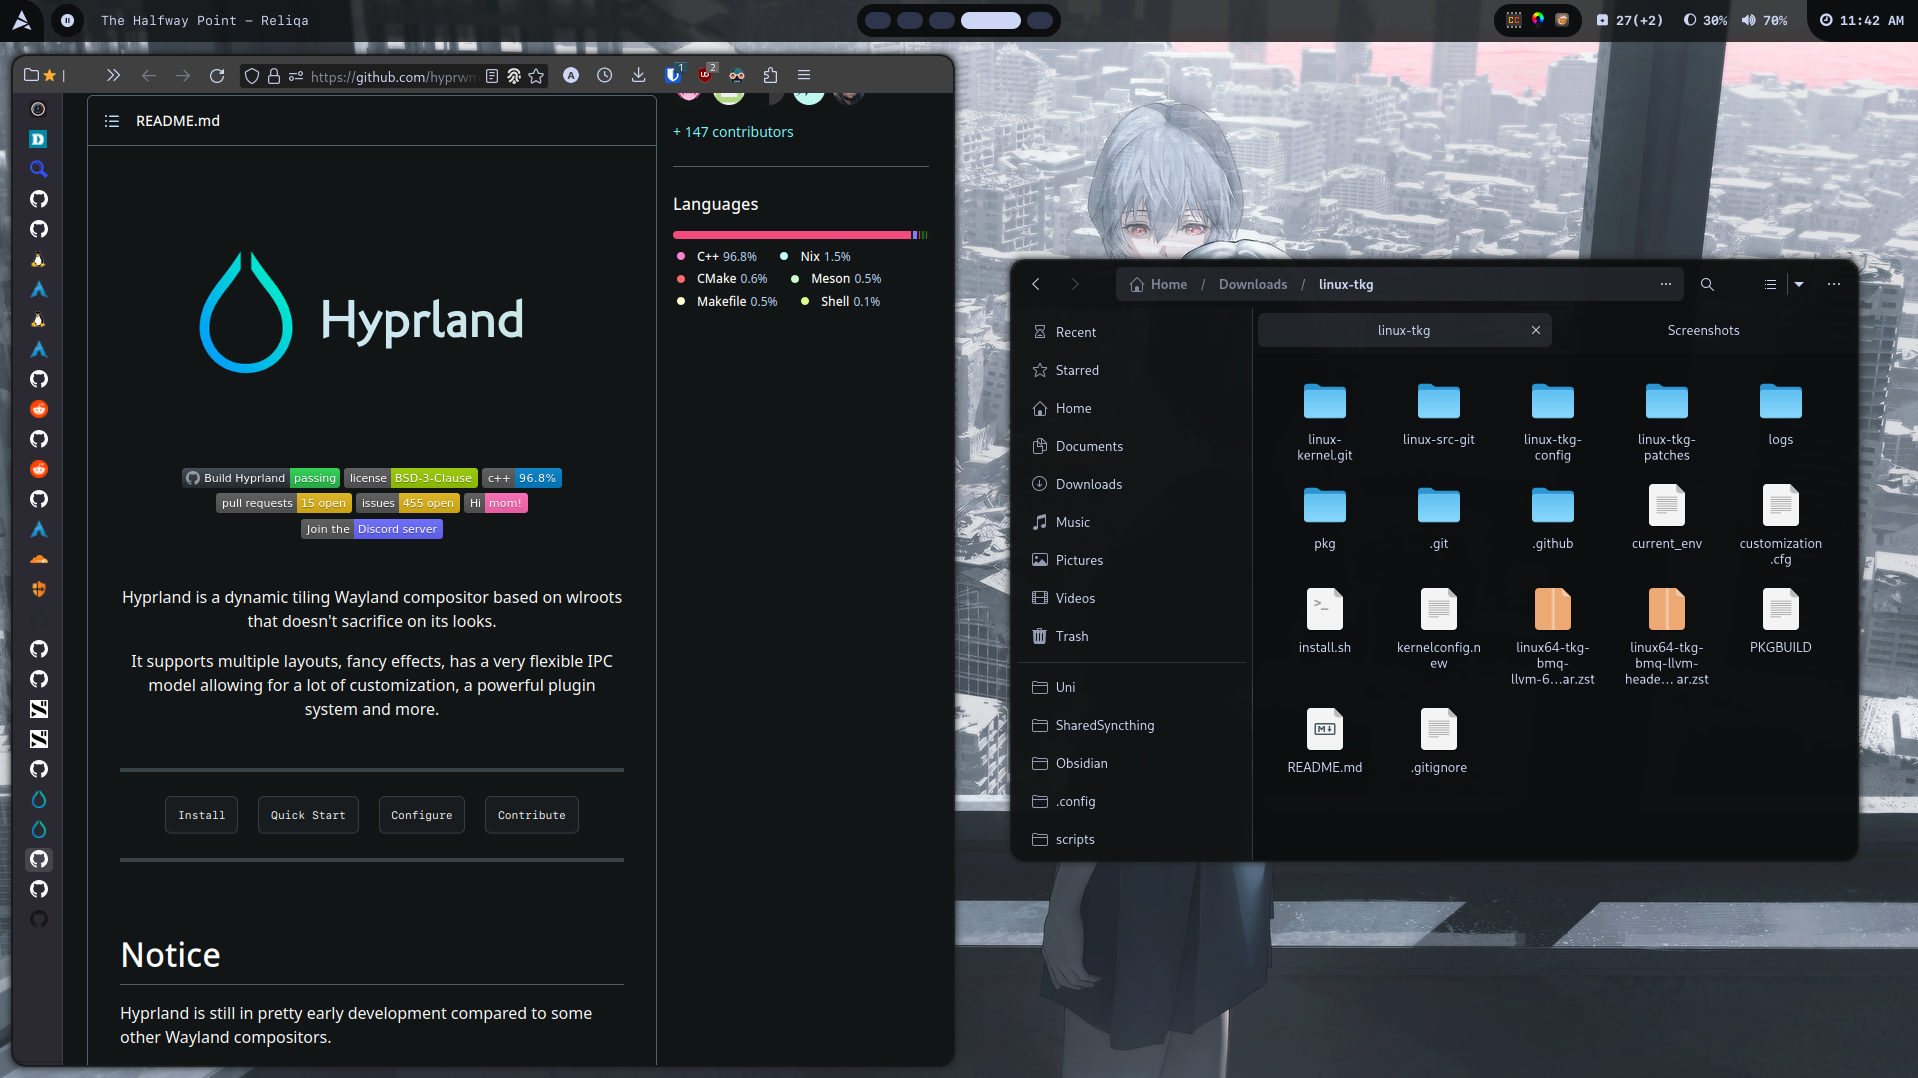 The Halfway Point – Reliqa
27(+2)
30%
70%
11:42 AM
https://github.com/hyprwm
1
2
README.md
Hyprland
Build Hyprland passing
license BSD-3-Clause
c++ 96.8%
pull requests 15 open
issues 455 open
Hi mom!
Join the Discord server
Hyprland is a dynamic tiling Wayland compositor based on wlroots
that doesn't sacrifice on its looks.
It supports multiple layouts, fancy effects, has a very flexible IPC
model allowing for a lot of customization, a powerful plugin
system and more.
Install
Quick Start
Configure
Contribute
Notice
Hyprland is still in pretty early development compared to some
other Wayland compositors.
+ 147 contributors
Languages
C++ 96.8%
Nix 1.5%
CMake 0.6%
Meson 0.5%
Makefile 0.5%
Shell 0.1%
Home / Downloads / linux-tkg
Recent
Starred
Home
Documents
Downloads
Music
Pictures
Videos
Trash
Uni
SharedSyncthing
Obsidian
.config
scripts
linux-tkg
Screenshots
linux-
kernel.git
linux-src-git
linux-tkg-
config
linux-tkg-
patches
logs
pkg
.git
.github
current_env
customization
.cfg
install.sh
kernelconfig.n
ew
linux64-tkg-
bmq-
llvm-6…ar.zst
linux64-tkg-
bmq-llvm-
heade… ar.zst
PKGBUILD
README.md
.gitignore